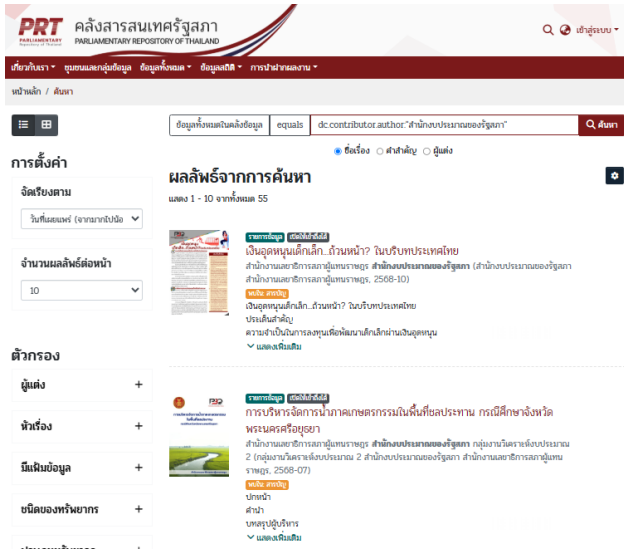 PRT
PARLIAMENTARY
Repository of Thailand
คลังสารสนเทศรัฐสภา
PARLIAMENTARY REPOSITORY OF THAILAND
เข้าสู่ระบบ
เกี่ยวกับเรา ชุมชนและกลุ่มข้อมูล ข้อมูลทั้งหมด ข้อมูลสถิติ การนำฝากผลงาน
หน้าหลัก / ค้นหา
ข้อมูลทั้งหมดในคลังข้อมูล equals dc.contributor.author:"สำนักงบประมาณของรัฐสภา" ค้นหา
ชื่อเรื่อง คำสำคัญ ผู้แต่ง
การตั้งค่า
จัดเรียงตาม
วันที่เผยแพร่ (จากมากไปน้อ
จำนวนผลลัพธ์ต่อหน้า
10
ตัวกรอง
ผู้แต่ง +
หัวเรื่อง +
มีแฟ้มข้อมูล +
ชนิดของทรัพยากร +
ผลลัพธ์จากการค้นหา
แสดง 1 - 10 จากทั้งหมด 55
รายการข้อมูล เปิดให้เข้าถึงได้
เงินอุดหนุนเด็กเล็ก...ถ้วนหน้า? ในบริบทประเทศไทย
สำนักงานเลขาธิการสภาผู้แทนราษฎร, สำนักงบประมาณของรัฐสภา (สำนักงบประมาณของรัฐสภา
สำนักงานเลขาธิการสภาผู้แทนราษฎร, 2568-10)
พบใน สารบัญ
เงินอุดหนุนเด็กเล็ก...ถ้วนหน้า? ในบริบทประเทศไทย
ประเด็นสำคัญ
ความจำเป็นในการลงทุนเพื่อพัฒนาเด็กเล็กผ่านเงินอุดหนุน
แสดงเพิ่มเติม
รายการข้อมูล เปิดให้เข้าถึงได้
การบริหารจัดการน้ำภาคเกษตรกรรมในพื้นที่ชลประทาน กรณีศึกษาจังหวัด
พระนครศรีอยุธยา
สำนักงานเลขาธิการสภาผู้แทนราษฎร, สำนักงบประมาณของรัฐสภา กลุ่มงานวิเคราะห์งบประมาณ
2 (กลุ่มงานวิเคราะห์งบประมาณ 2 สำนักงบประมาณของรัฐสภา สำนักงานเลขาธิการสภาผู้แทน
ราษฎร, 2568-07)
พบใน สารบัญ
ปกหน้า
คำนำ
บทสรุปผู้บริหาร
แสดงเพิ่มเติม